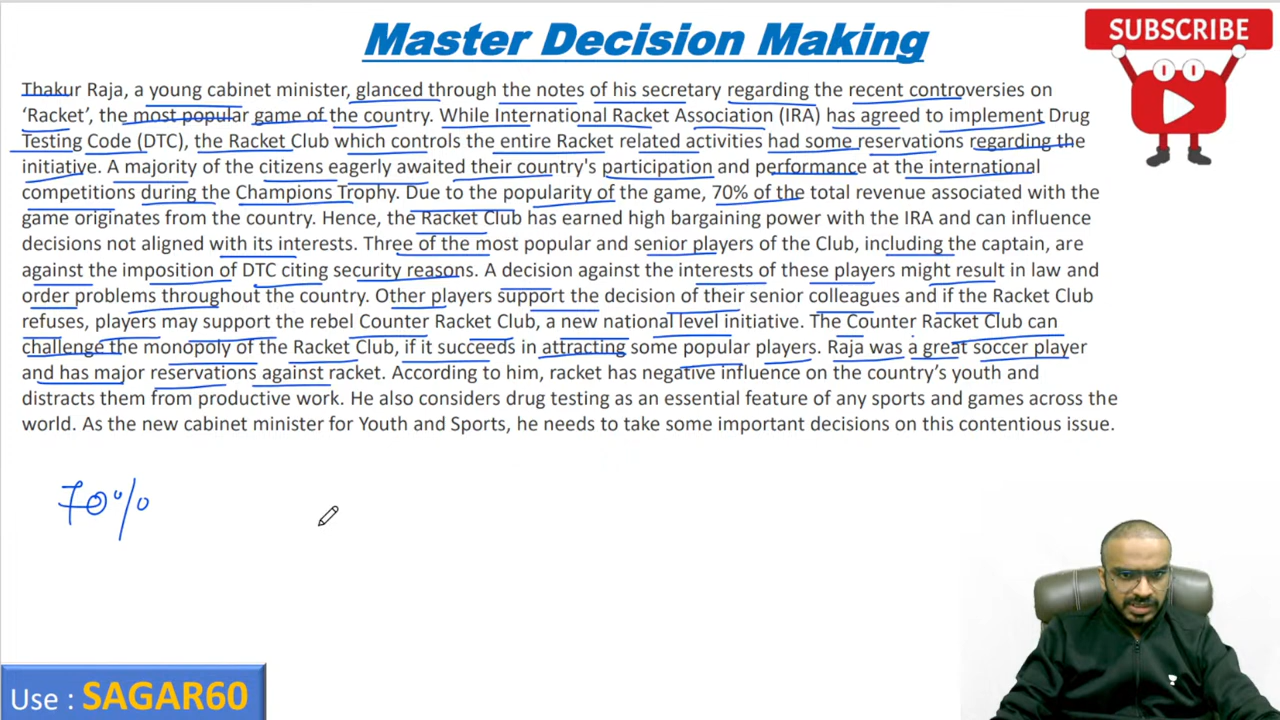 Master Decision Making
SUBSCRIBE
Thakur Raja, a young cabinet minister, glanced through the notes of his secretary regarding the recent controversies on
‘Racket’, the most popular game of the country. While International Racket Association (IRA) has agreed to implement Drug
Testing Code (DTC), the Racket Club which controls the entire Racket related activities had some reservations regarding the
initiative. A majority of the citizens eagerly awaited their country's participation and performance at the international
competitions during the Champions Trophy. Due to the popularity of the game, 70% of the total revenue associated with the
game originates from the country. Hence, the Racket Club has earned high bargaining power with the IRA and can influence
decisions not aligned with its interests. Three of the most popular and senior players of the Club, including the captain, are
against the imposition of DTC citing security reasons. A decision against the interests of these players might result in law and
order problems throughout the country. Other players support the decision of their senior colleagues and if the Racket Club
refuses, players may support the rebel Counter Racket Club, a new national level initiative. The Counter Racket Club can
challenge the monopoly of the Racket Club, if it succeeds in attracting some popular players. Raja was a great soccer player
and has major reservations against racket. According to him, racket has negative influence on the country’s youth and
distracts them from productive work. He also considers drug testing as an essential feature of any sports and games across the
world. As the new cabinet minister for Youth and Sports, he needs to take some important decisions on this contentious issue.
70%
Use : SAGAR60